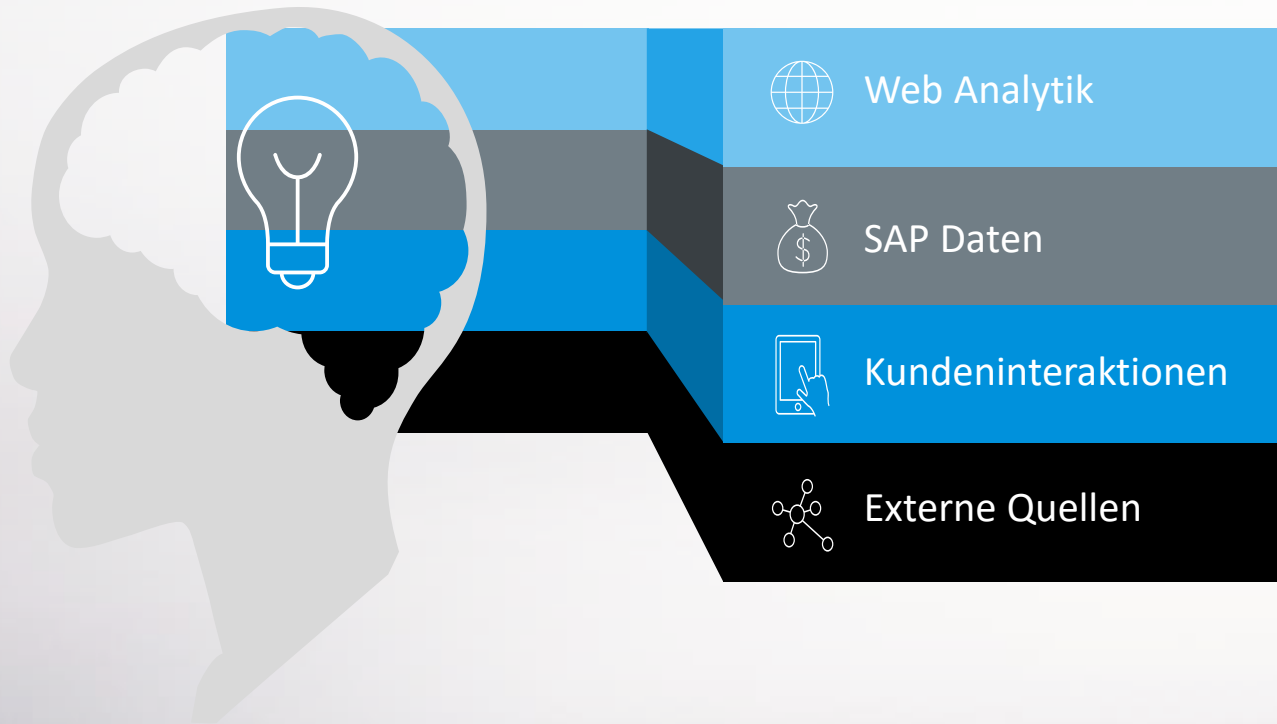 Web Analytik
SAP Daten
$
Kundeninteraktionen
Externe Quellen